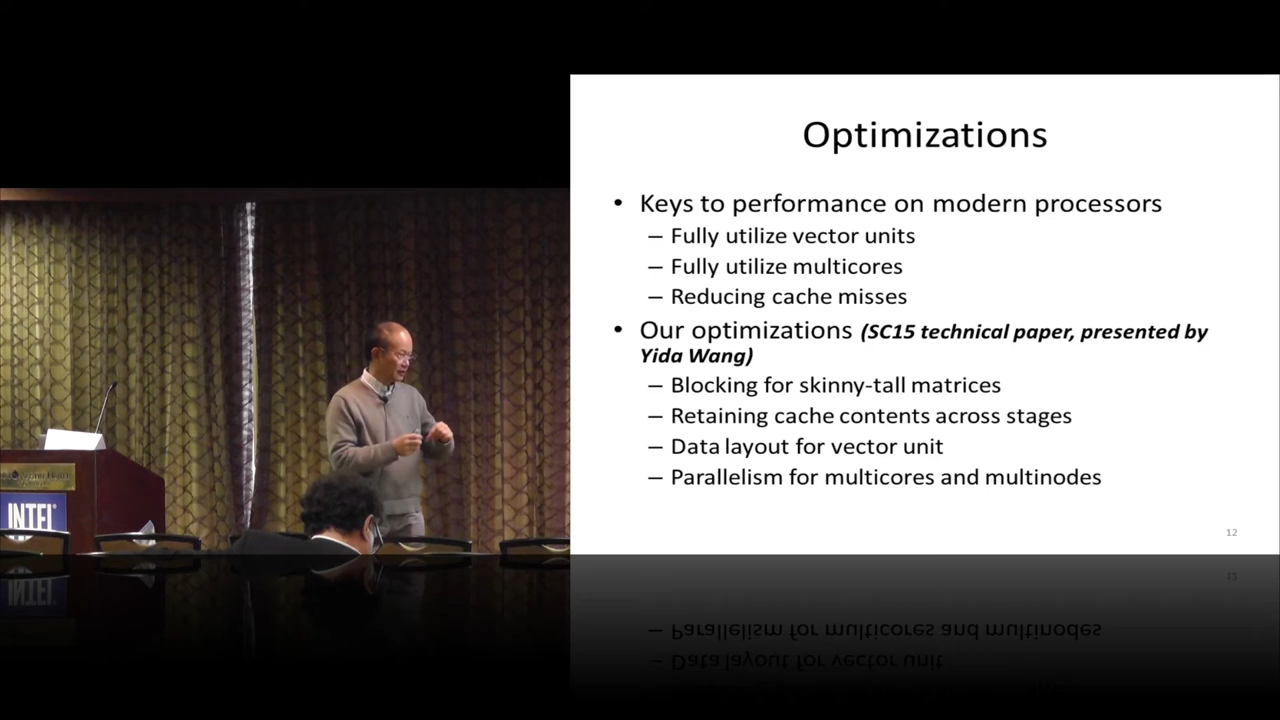 Optimizations
• Keys to performance on modern processors
– Fully utilize vector units
– Fully utilize multicores
– Reducing cache misses
• Our optimizations (SC15 technical paper, presented by
Yida Wang)
– Blocking for skinny-tall matrices
– Retaining cache contents across stages
– Data layout for vector unit
– Parallelism for multicores and multinodes
12
INTEL